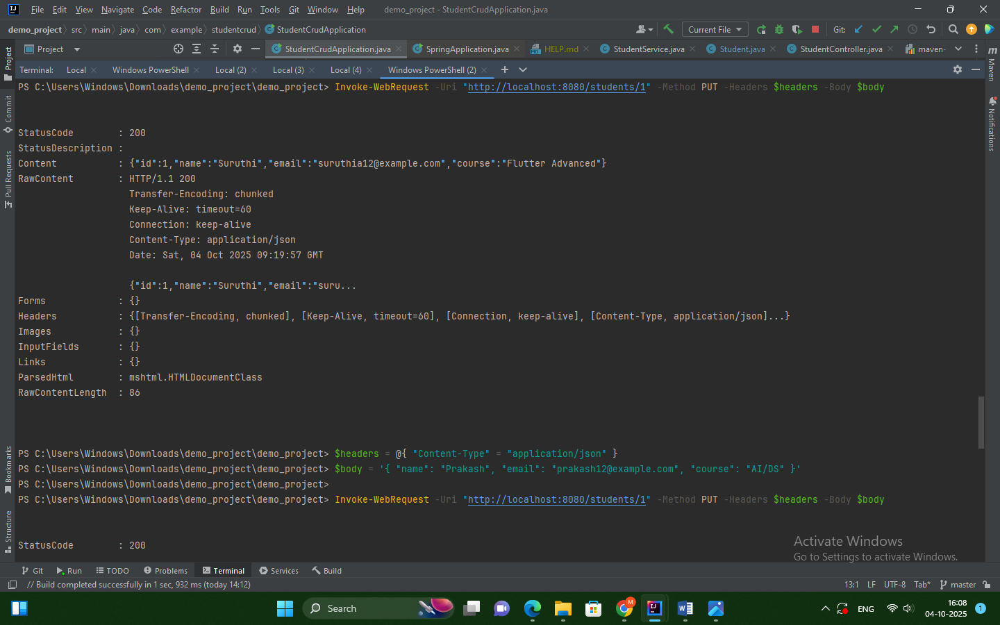 File Edit View Navigate Code Refactor Build Run Tools Git Window Help demo_project - StudentCrudApplication.java
demo_project src main java com example studentcrud StudentCrudApplication Current File Git:
Project StudentCrudApplication.java SpringApplication.java HELP.md StudentService.java Student.java StudentController.java maven-
Terminal: Local Windows PowerShell Local (2) Local (3) Local (4) Windows PowerShell (2)
PS C:\Users\Windows\Downloads\demo_project\demo_project> Invoke-WebRequest -Uri "http://localhost:8080/students/1" -Method PUT -Headers $headers -Body $body
StatusCode : 200
StatusDescription :
Content : {"id":1,"name":"Suruthi","email":"suruthia12@example.com","course":"Flutter Advanced"}
RawContent : HTTP/1.1 200
Transfer-Encoding: chunked
Keep-Alive: timeout=60
Connection: keep-alive
Content-Type: application/json
Date: Sat, 04 Oct 2025 09:19:57 GMT
{"id":1,"name":"Suruthi","email":"suru...
Forms : {}
Headers : {[Transfer-Encoding, chunked], [Keep-Alive, timeout=60], [Connection, keep-alive], [Content-Type, application/json]...}
Images : {}
InputFields : {}
Links : {}
ParsedHtml : mshtml.HTMLDocumentClass
RawContentLength : 86
PS C:\Users\Windows\Downloads\demo_project\demo_project> $headers = @{ "Content-Type" = "application/json" }
PS C:\Users\Windows\Downloads\demo_project\demo_project> $body = '{ "name": "Prakash", "email": "prakash12@example.com", "course": "AI/DS" }'
PS C:\Users\Windows\Downloads\demo_project\demo_project>
PS C:\Users\Windows\Downloads\demo_project\demo_project> Invoke-WebRequest -Uri "http://localhost:8080/students/1" -Method PUT -Headers $headers -Body $body
StatusCode : 200
Activate Windows
Go to Settings to activate Windows.
Project
Commit
Pull Requests
Bookmarks
Structure
Maven
Notifications
Git Run TODO Problems Terminal Services Build
// Build completed successfully in 1 sec, 932 ms (today 14:12) 13:1 LF UTF-8 Tab* master
Search ENG 16:08
04-10-2025
M
1